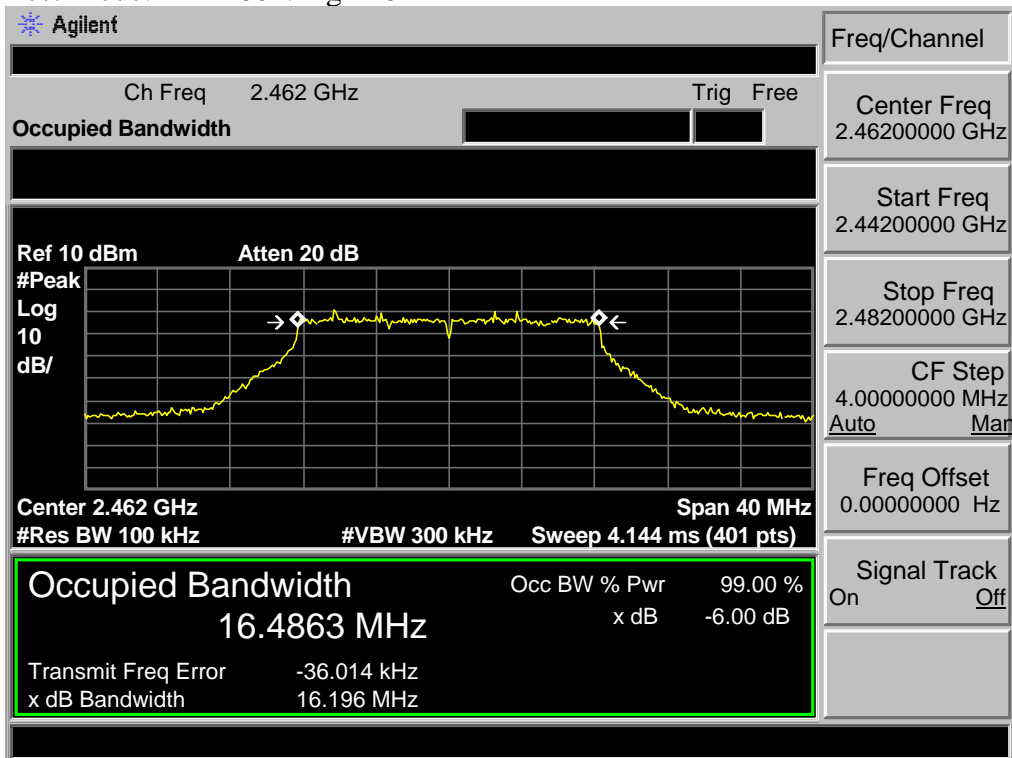 Agilent
Freq/Channel
Ch Freq 2.462 GHz Trig Free
Occupied Bandwidth
Center Freq
2.46200000 GHz
Start Freq
2.44200000 GHz
Stop Freq
2.48200000 GHz
CF Step
4.00000000 MHz
Auto Man
Freq Offset
0.00000000 Hz
Signal Track
On Off
Ref 10 dBm Atten 20 dB
#Peak
Log
10
dB/
Center 2.462 GHz Span 40 MHz
#Res BW 100 kHz #VBW 300 kHz Sweep 4.144 ms (401 pts)
Occupied Bandwidth Occ BW % Pwr 99.00 %
16.4863 MHz x dB -6.00 dB
Transmit Freq Error -36.014 kHz
x dB Bandwidth 16.196 MHz